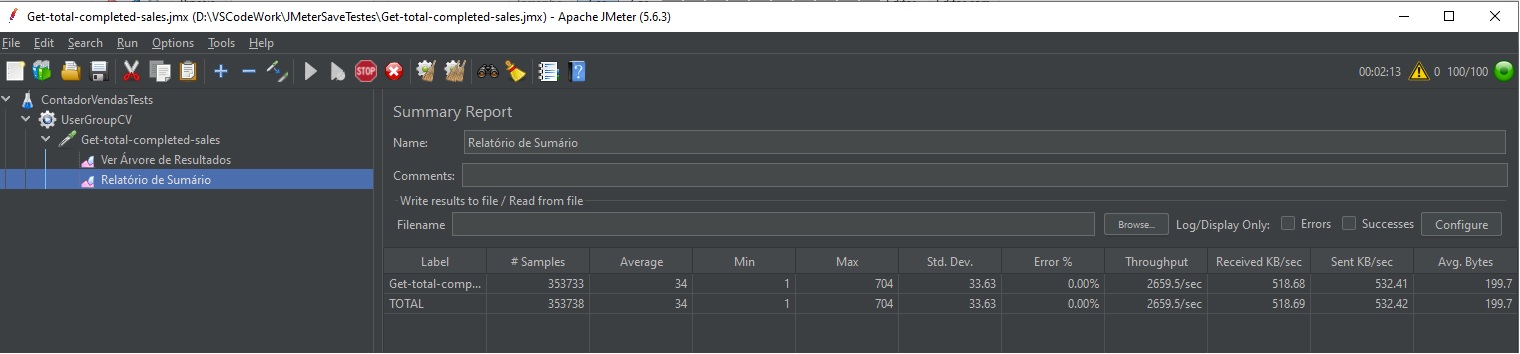 Get-total-completed-sales.jmx (D:\VSCodeWork\JMeterSaveTestes\Get-total-completed-sales.jmx) - Apache JMeter (5.6.3)
File Edit Search Run Options Tools Help
STOP 00:02:13 0 100/100
ContadorVendasTests
UserGroupCV
Get-total-completed-sales
Ver Árvore de Resultados
Relatório de Sumário
Summary Report
Name: Relatório de Sumário
Comments:
Write results to file / Read from file
Filename Browse... Log/Display Only: Errors Successes Configure
Label # Samples Average Min Max Std. Dev. Error % Throughput Received KB/sec Sent KB/sec Avg. Bytes
Get-total-comp... 353733 34 1 704 33.63 0.00% 2659.5/sec 518.68 532.41 199.7
TOTAL 353738 34 1 704 33.63 0.00% 2659.5/sec 518.69 532.42 199.7